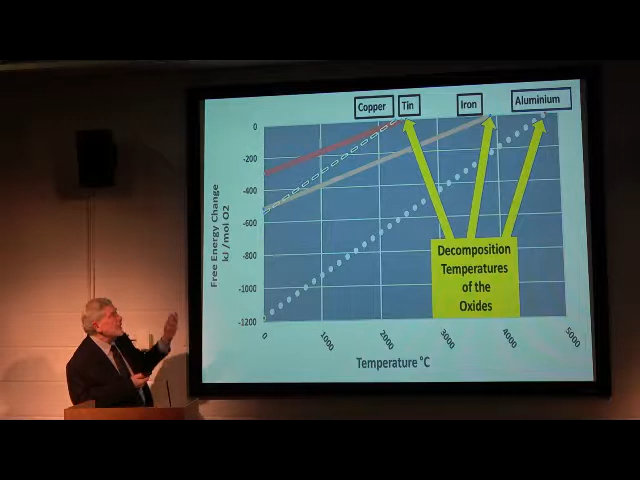 Copper Tin Iron Aluminium
0
-200
-400
-600
-800
-1000
-1200
Free Energy Change
kJ /mol O2
Decomposition
Temperatures
of the
Oxides
0 1000 2000 3000 4000 5000
Temperature °C